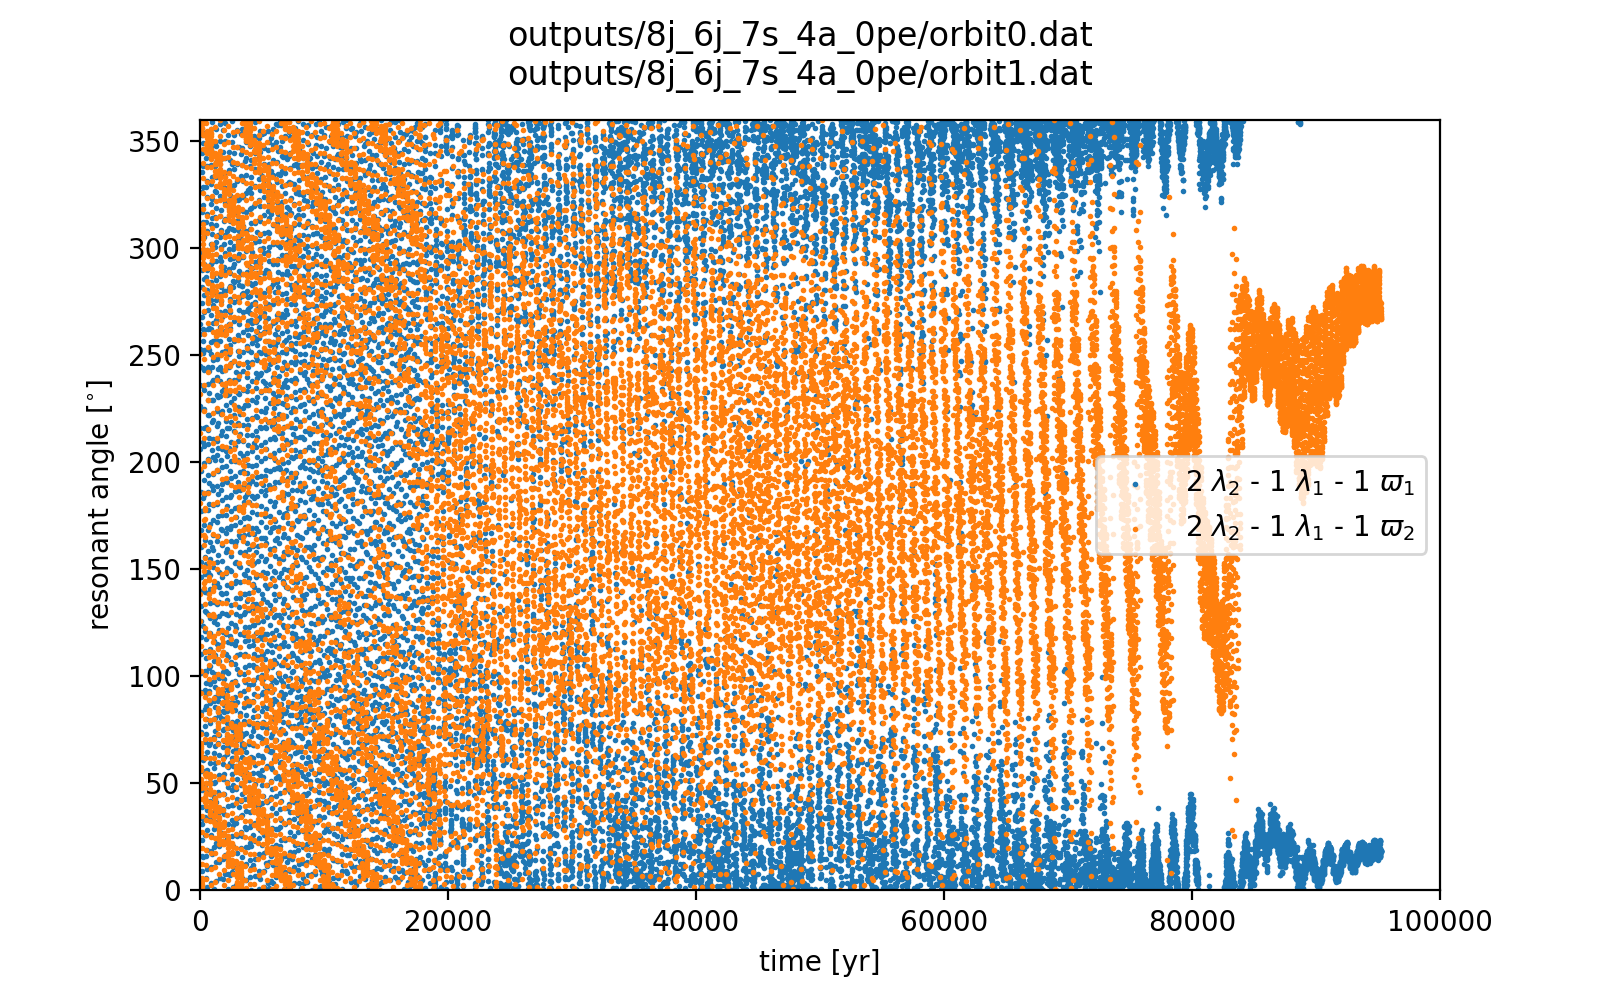 outputs/8j_6j_7s_4a_0pe/orbit0.dat
outputs/8j_6j_7s_4a_0pe/orbit1.dat
350
300
250
200
150
100
50
0
resonant angle [°]
2 λ₂ - 1 λ₁ - 1 ϖ₁
2 λ₂ - 1 λ₁ - 1 ϖ₂
0 20000 40000 60000 80000 100000
time [yr]